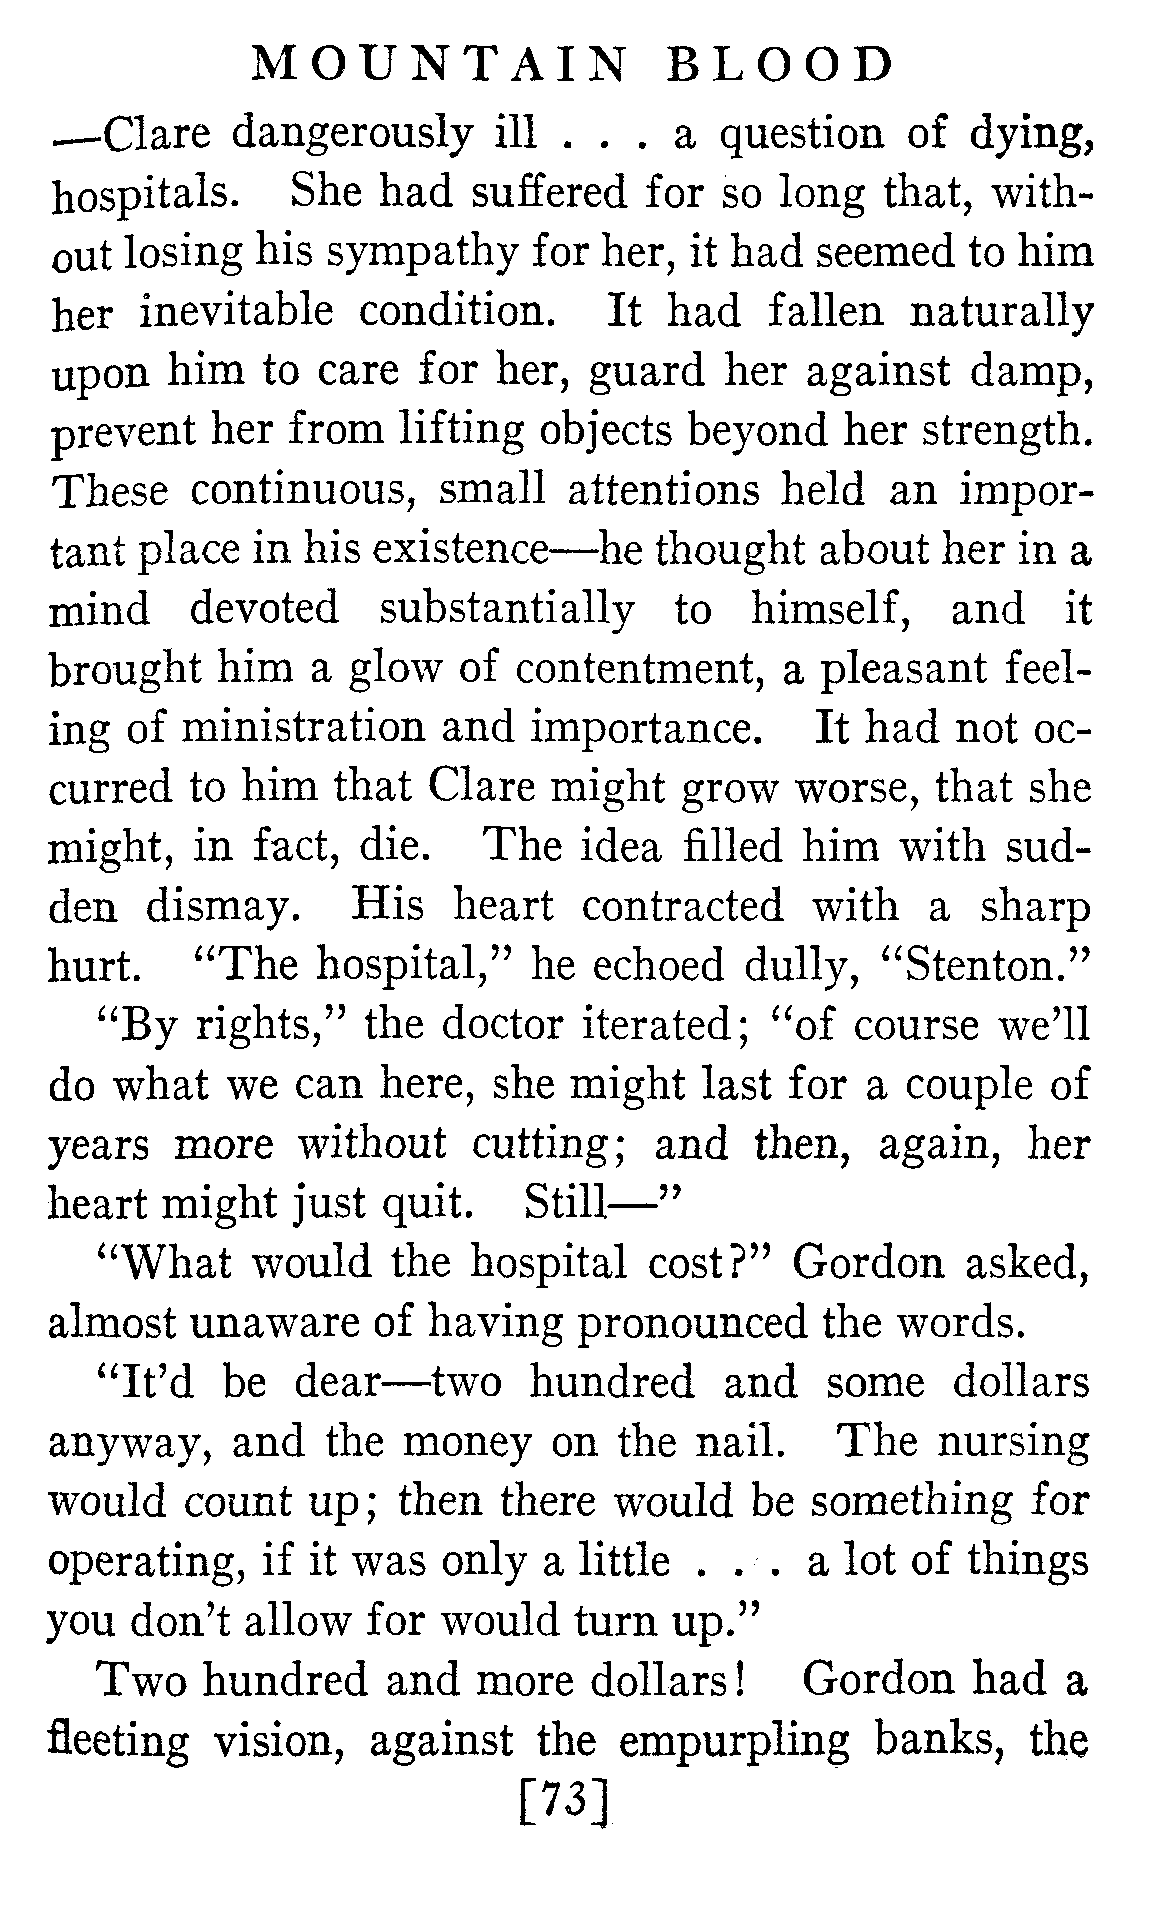 MOUNTAIN BLOOD
—Clare dangerously ill . . . a question of dying,
hospitals. She had suffered for so long that, with-
out losing his sympathy for her, it had seemed to him
her inevitable condition. It had fallen naturally
upon him to care for her, guard her against damp,
prevent her from lifting objects beyond her strength.
These continuous, small attentions held an impor-
tant place in his existence—he thought about her in a
mind devoted substantially to himself, and it
brought him a glow of contentment, a pleasant feel-
ing of ministration and importance. It had not oc-
curred to him that Clare might grow worse, that she
might, in fact, die. The idea filled him with sud-
den dismay. His heart contracted with a sharp
hurt. “The hospital,” he echoed dully, “Stenton.”
“By rights,” the doctor iterated; “of course we’ll
do what we can here, she might last for a couple of
years more without cutting; and then, again, her
heart might just quit. Still—”
“What would the hospital cost?” Gordon asked,
almost unaware of having pronounced the words.
“It’d be dear—two hundred and some dollars
anyway, and the money on the nail. The nursing
would count up; then there would be something for
operating, if it was only a little . . . a lot of things
you don’t allow for would turn up.”
Two hundred and more dollars! Gordon had a
fleeting vision, against the empurpling banks, the
[73]